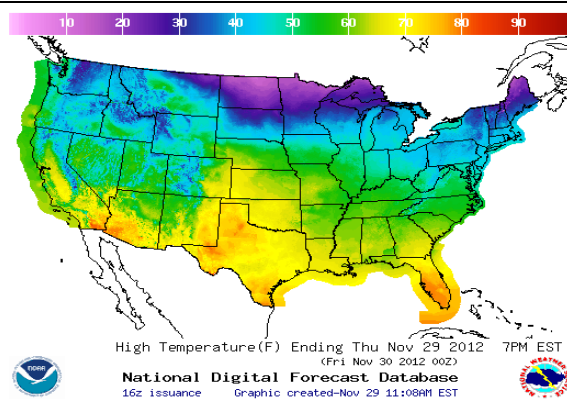 10 20 30 40 50 60 70 80 90
High Temperature(F) Ending Thu Nov 29 2012 7PM EST
(Fri Nov 30 2012 00Z)
National Digital Forecast Database
16z issuance Graphic created-Nov 29 11:08AM EST
NOAA